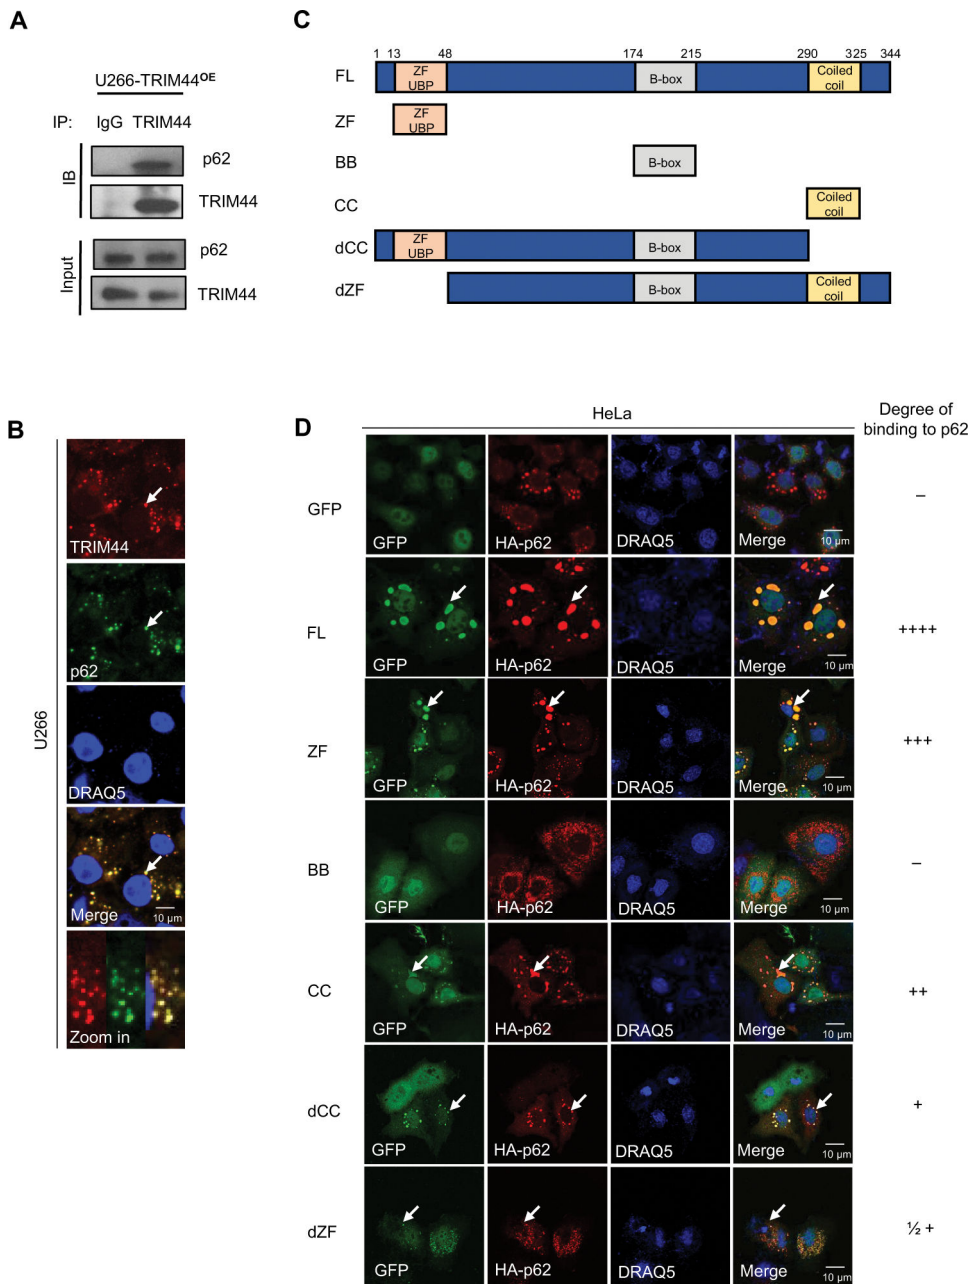 A
U266-TRIM44OE
IP: IgG TRIM44
IB
p62
TRIM44
Input
p62
TRIM44
B
U266
TRIM44
p62
DRAQ5
Merge
10 µm
Zoom in
C
1 13 48 174 215 290 325 344
FL ZF UBP B-box Coiled coil
ZF ZF UBP
BB B-box
CC Coiled coil
dCC ZF UBP B-box
dZF B-box Coiled coil
D
HeLa
Degree of
binding to p62
GFP
GFP HA-p62 DRAQ5 Merge 10 µm
–
FL
GFP HA-p62 DRAQ5 Merge 10 µm
++++
ZF
GFP HA-p62 DRAQ5 Merge 10 µm
+++
BB
GFP HA-p62 DRAQ5 Merge 10 µm
–
CC
GFP HA-p62 DRAQ5 Merge 10 µm
++
dCC
GFP HA-p62 DRAQ5 Merge 10 µm
+
dZF
GFP HA-p62 DRAQ5 Merge 10 µm
½ +